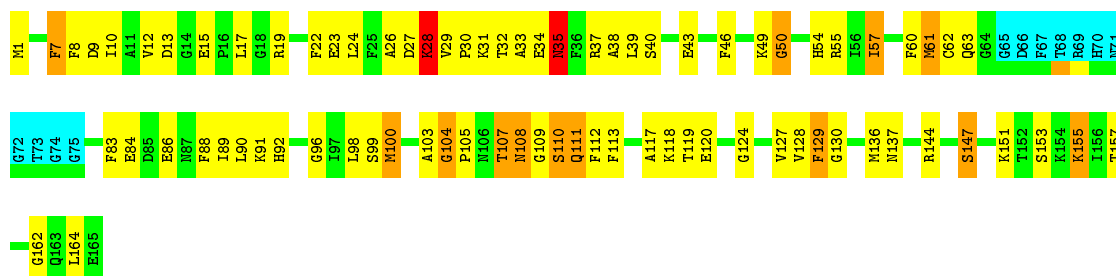 M1 F7 F8 D9 I10 A11 V12 D13 G14 E15 P16 L17 G18 R19 F22 E23 L24 F25 A26 D27 K28 V29 P30 K31 T32 A33 E34 N35 F36 R37 A38 L39 S40 E43 F46 K49 G50 H54 R55 I56 I57 F60 M61 C62 Q63 G64 G65 D66 F67 T68 R69 H70 N71
G72 T73 G74 G75 F83 E84 D85 E86 N87 F88 I89 L90 K91 H92 G96 I97 L98 S99 M100 A103 G104 P105 N106 T107 N108 G109 S110 Q111 F112 F113 A117 K118 T119 E120 G124 V127 V128 F129 G130 M136 N137 R144 S147 K151 T152 S153 K154 K155 I156 T157
G162 Q163 L164 E165